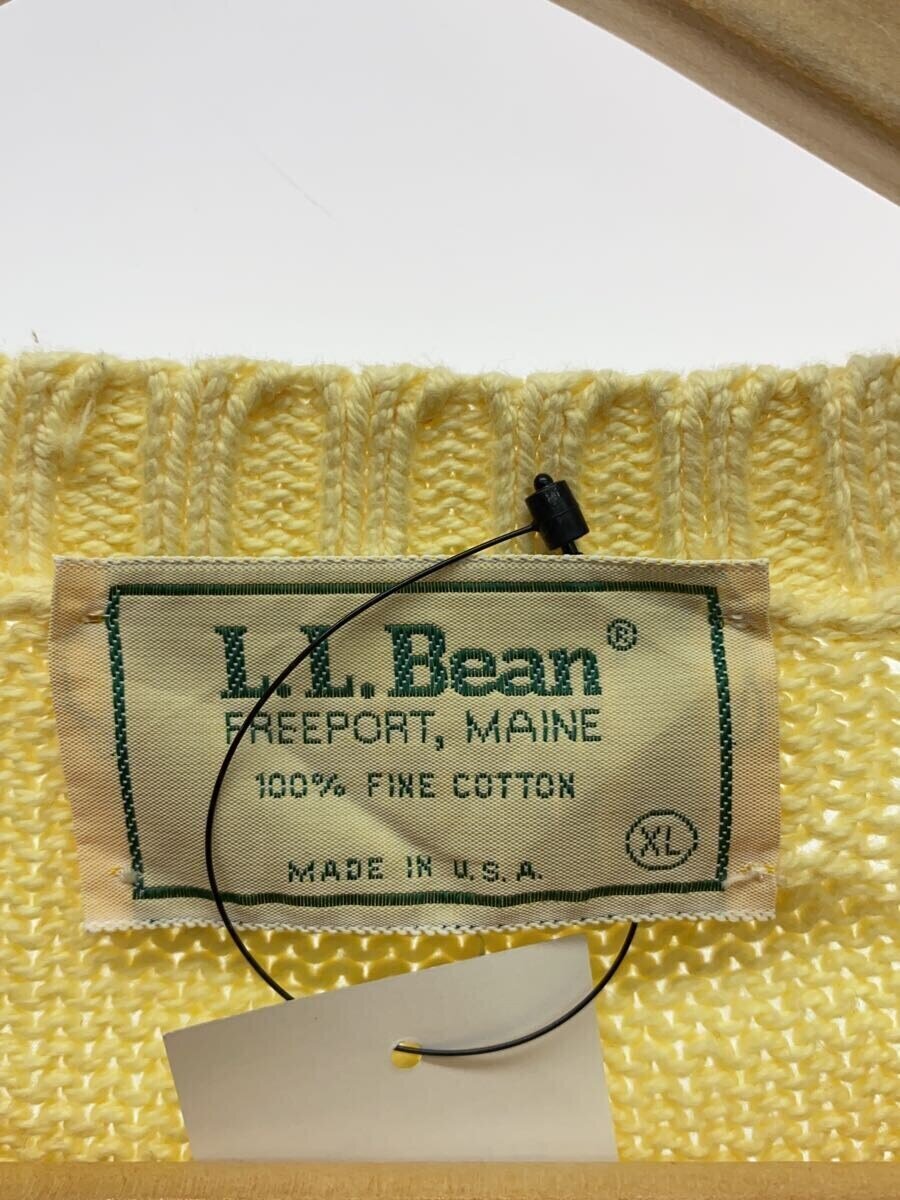 L.L.Bean®
FREEPORT, MAINE
100% FINE COTTON
XL
MADE IN U.S.A.